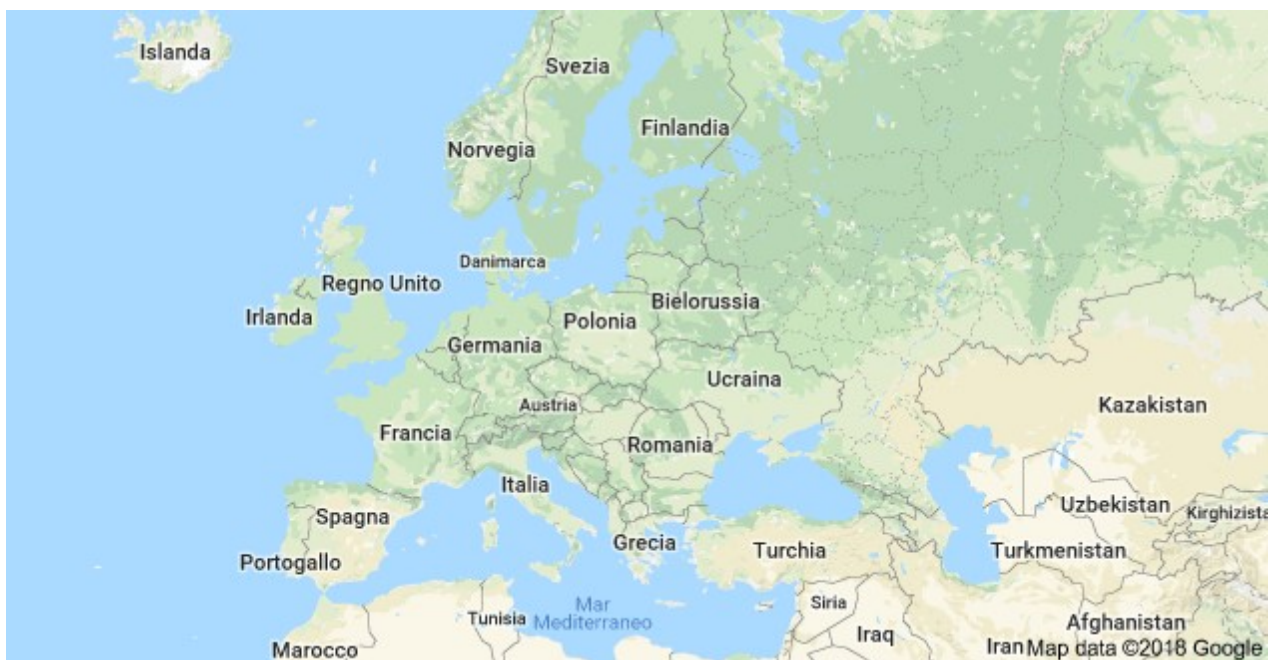 Islanda
Svezia
Finlandia
Norvegia
Danimarca
Regno Unito
Bielorussia
Irlanda
Polonia
Germania
Ucraina
Austria
Kazakistan
Francia
Romania
Italia
Uzbekistan
Kirghizista
Spagna
Grecia
Turchia
Turkmenistan
Portogallo
Siria
Mar
Mediterraneo
Tunisia
Afghanistan
Iraq
Marocco
Iran
Map data ©2018 Google